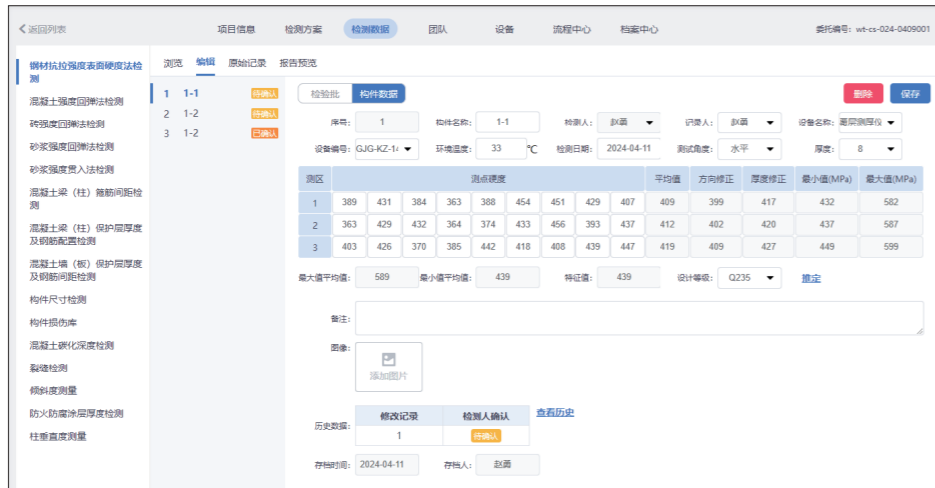 返回列表 项目信息 检测方案 检测数据 团队 设备 流程中心 档案中心 委托编号: wt-cs-024-0409001
钢材抗拉强度表面硬度法检测
混凝土强度回弹法检测
砖强度回弹法检测
砂浆强度回弹法检测
砂浆强度贯入法检测
混凝土梁（柱）箍筋间距检测
混凝土梁（柱）保护层厚度及钢筋配置检测
混凝土墙（板）保护层厚度及钢筋间距检测
构件尺寸检测
构件损伤库
混凝土碳化深度检测
裂缝检测
倾斜度测量
防火防腐涂层厚度检测
柱垂直度测量
浏览 编辑 原始记录 报告预览
1 1-1 待确认
2 1-2 待确认
3 1-2 已确认
检验批 构件数据 删除 保存
序号: 1 构件名称: 1-1 检测人: 赵勇 记录人: 赵勇 设备名称: 里层测厚仪
设备编号: GJG-KZ-1 环境温度: 33 ℃ 检测日期: 2024-04-11 测试角度: 水平 厚度: 8
测区 测点硬度 平均值 方向修正 厚度修正 最小值(MPa) 最大值(MPa)
1 389 431 384 363 388 454 451 429 407 409 399 417 432 582
2 363 429 432 364 374 433 456 393 437 412 402 420 437 587
3 403 426 370 385 442 418 408 439 447 419 409 427 449 599
最大值平均值: 589 最小值平均值: 439 特征值: 439 设计等级: Q235 推定
备注:
图像:
添加图片
历史数据: 修改记录 检测人确认 查看历史
1 待确认
存档时间: 2024-04-11 存档人: 赵勇